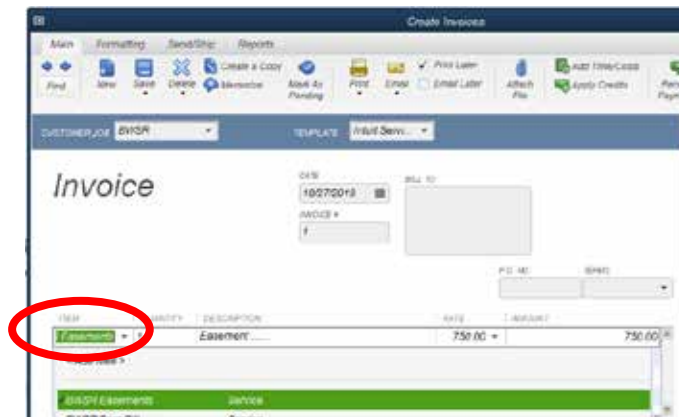 Create Invoices
Main Formatting Send/Ship Reports
Find New Save Delete Create a Copy Memorize Mark As Pending Print Email Print Later Email Later Attach File Add Time/Costs Apply Credits
CUSTOMER:JOB BWSR TEMPLATE Intuit Servi...
Invoice
DATE BILL TO
10/27/2013
INVOICE #
1
P.O. NO. TERMS
ITEM DESCRIPTION RATE AMOUNT
Easements Easement ...... 750.00 750.00
< Add New >
BWSR Easements Service